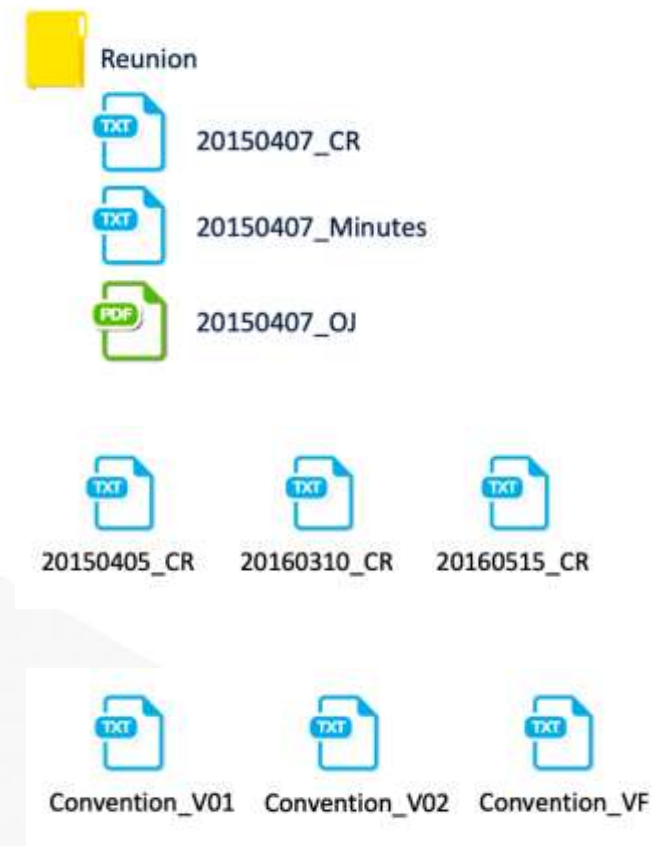 Reunion
TXT
20150407_CR
TXT
20150407_Minutes
PDF
20150407_OJ
TXT TXT TXT
20150405_CR 20160310_CR 20160515_CR
TXT TXT TXT
Convention_V01 Convention_V02 Convention_VF